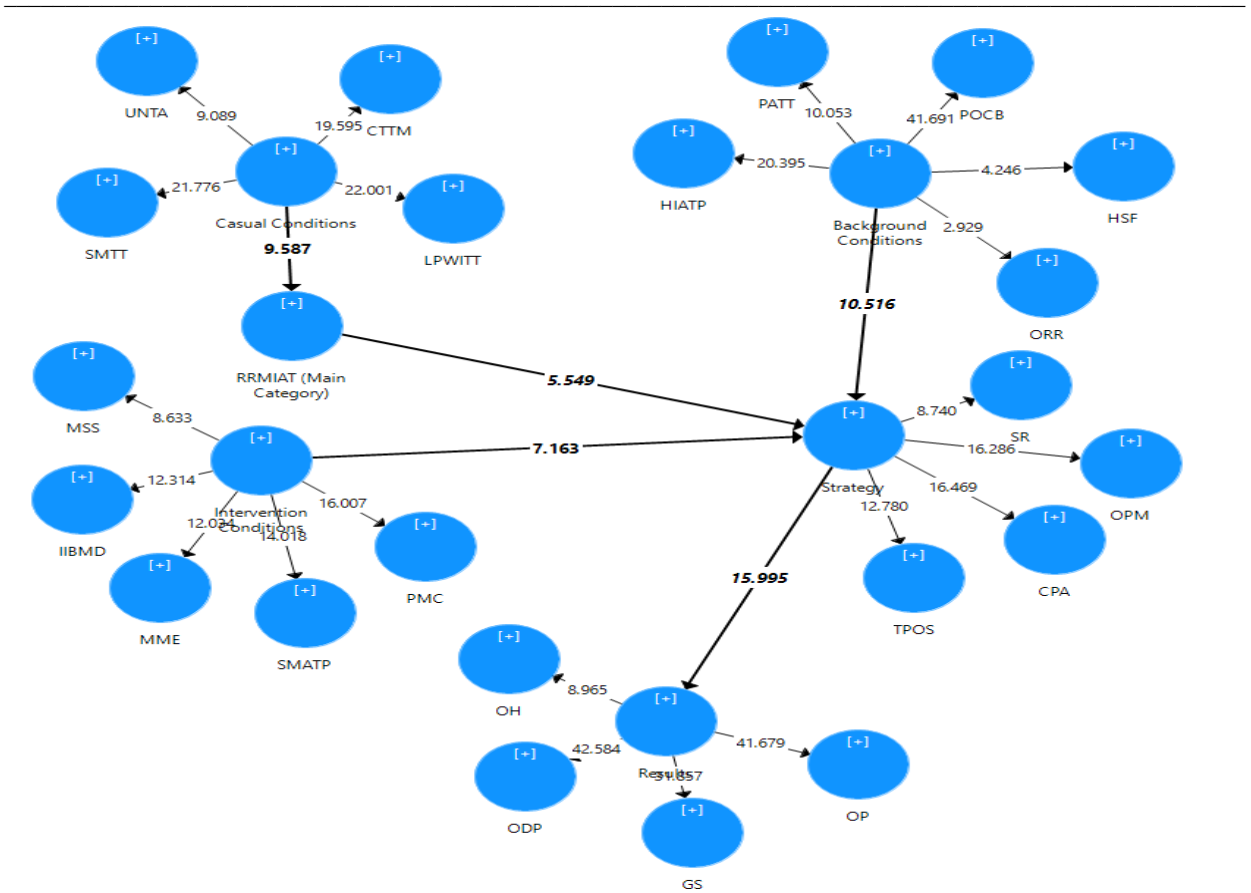 [+]
UNTA
[+]
CTTM
9.089
19.595
[+]
SMTT
21.776
[+]
Casual Conditions
22.001
[+]
LPWITT
9.587
[+]
RRMIAT (Main
Category)
[+]
PATT
[+]
POCB
10.053
41.691
[+]
HIATP
20.395
[+]
Background
Conditions
4.246
[+]
HSF
2.929
[+]
ORR
10.516
5.549
7.163
[+]
MSS
8.633
[+]
Intervention
Conditions
[+]
IIBMD
12.314
12.034
14.018
16.007
[+]
MME
[+]
SMATP
[+]
PMC
[+]
Strategy
8.740
[+]
SR
16.286
[+]
OPM
16.469
[+]
CPA
12.780
[+]
TPOS
15.995
[+]
OH
8.965
[+]
Results
42.584
[+]
ODP
[+]
GS
41.679
[+]
OP